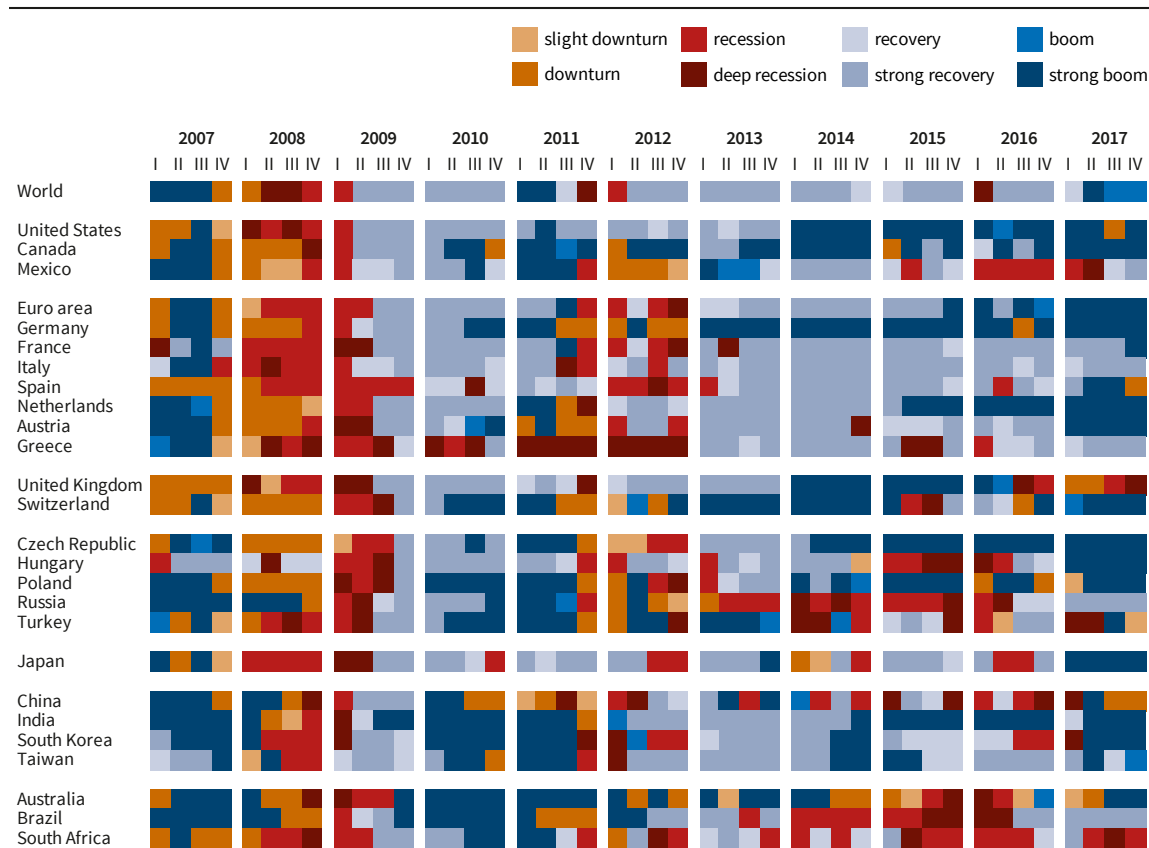 slight downturn recession recovery boom
downturn deep recession strong recovery strong boom
2007 2008 2009 2010 2011 2012 2013 2014 2015 2016 2017
I II III IV I II III IV I II III IV I II III IV I II III IV I II III IV I II III IV I II III IV I II III IV I II III IV I II III IV
World
United States
Canada
Mexico
Euro area
Germany
France
Italy
Spain
Netherlands
Austria
Greece
United Kingdom
Switzerland
Czech Republic
Hungary
Poland
Russia
Turkey
Japan
China
India
South Korea
Taiwan
Australia
Brazil
South Africa